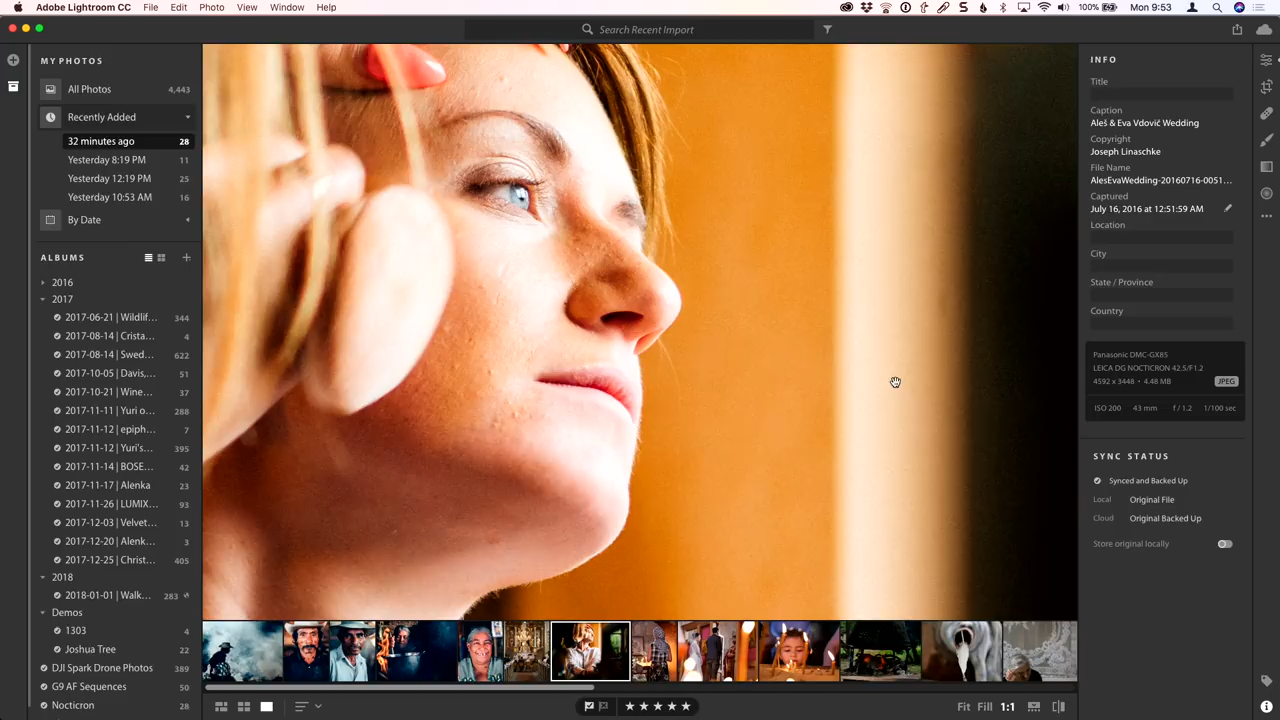 Adobe Lightroom CC File Edit Photo View Window Help 100% Mon 9:53
Search Recent Import
MY PHOTOS
All Photos 4,443
Recently Added
32 minutes ago 28
Yesterday 8:19 PM 11
Yesterday 12:19 PM 25
Yesterday 10:53 AM 16
By Date
ALBUMS
2016
2017
2017-06-21 | Wildlif... 344
2017-08-14 | Crista... 4
2017-08-14 | Swed... 622
2017-10-05 | Davis,... 51
2017-10-21 | Wine... 37
2017-11-11 | Yuri o... 288
2017-11-12 | epiph... 7
2017-11-12 | Yuri's... 395
2017-11-14 | BOSE... 42
2017-11-17 | Alenka 23
2017-11-26 | LUMIX... 103
2017-12-03 | Velvet... 13
2017-12-20 | Alenk... 3
2017-12-25 | Christ... 405
2018
2018-01-01 | Walk... 283
Demos
1303 4
Joshua Tree 22
DJI Spark Drone Photos 389
G9 AF Sequences 50
Nocticron 28
INFO
Title
Caption
Aleš & Eva Vdovič Wedding
Copyright
Joseph Linaschke
File Name
AlesEvaWedding-20160716-0051...
Captured
July 16, 2016 at 12:51:59 AM
Location
City
State / Province
Country
Panasonic DMC-GX85
LEICA DG NOCTICRON 42.5/F1.2
4592 x 3448 • 4.48 MB JPEG
ISO 200 43 mm f / 1.2 1/100 sec
SYNC STATUS
Synced and Backed Up
Local Original File
Cloud Original Backed Up
Store original locally
Fit Fill 1:1